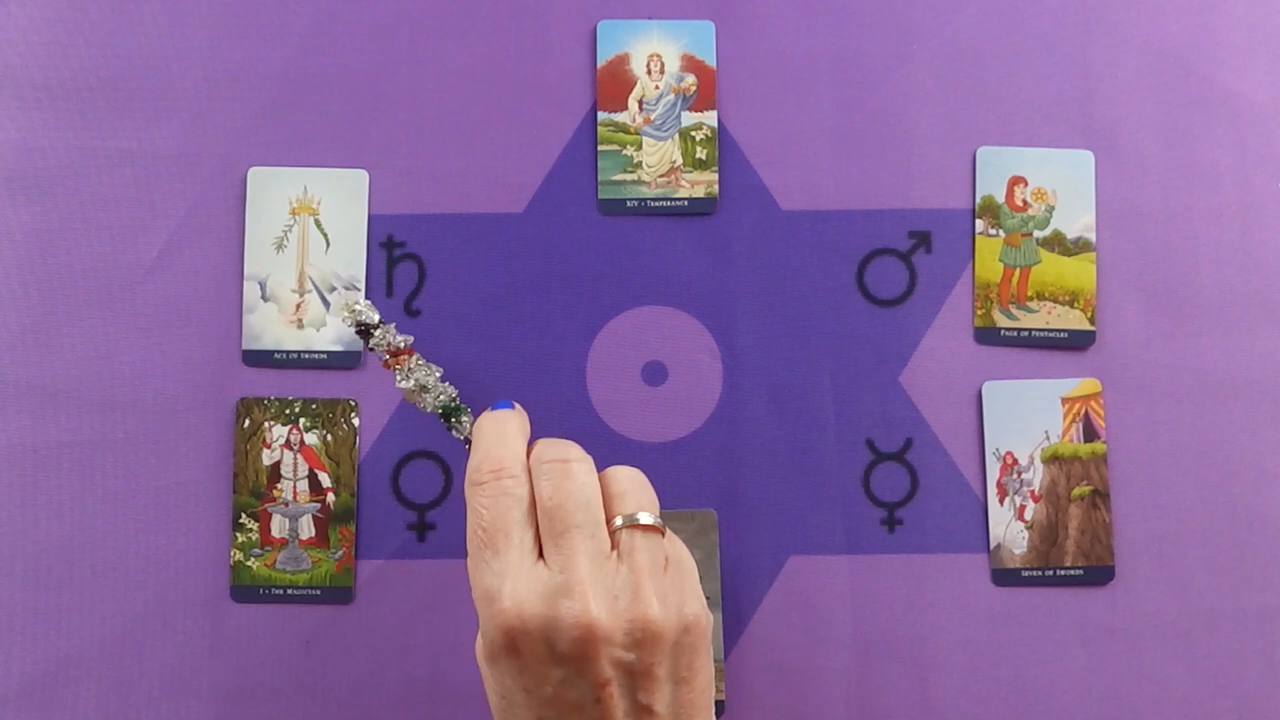 XIV • TEMPERANCE
ACE OF SWORDS
PAGE OF PENTACLES
I • THE MAGICIAN
SEVEN OF SWORDS